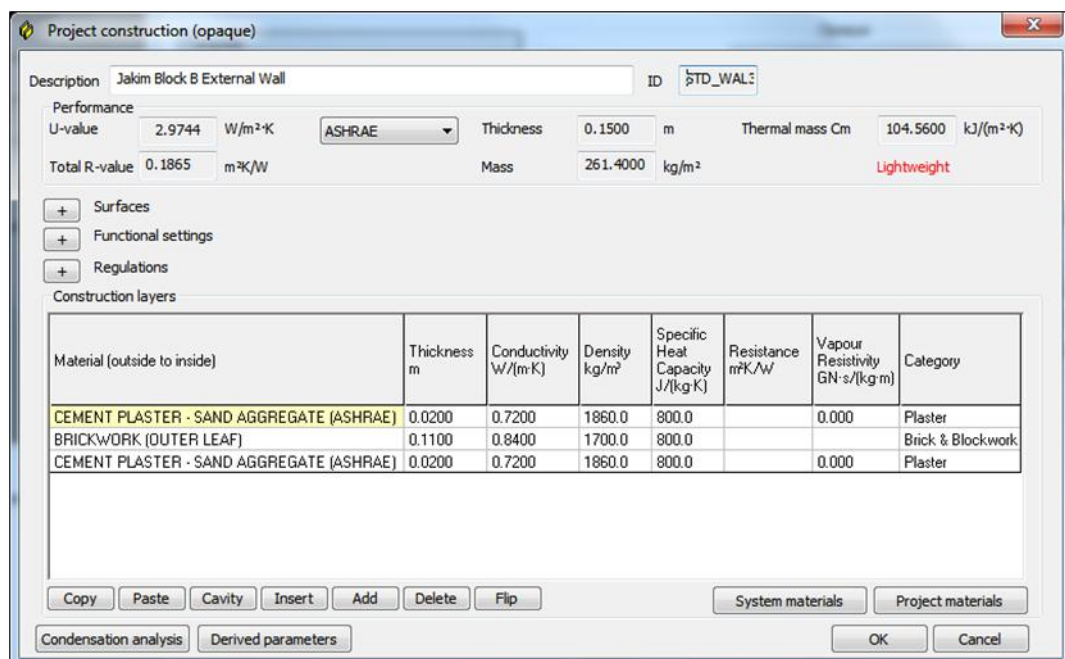 Project construction (opaque)
Description Jakim Block B External Wall ID STD_WAL3
Performance
U-value 2.9744 W/m²·K ASHRAE Thickness 0.1500 m Thermal mass Cm 104.5600 kJ/(m²·K)
Total R-value 0.1865 m²K/W Mass 261.4000 kg/m² Lightweight
+ Surfaces
+ Functional settings
+ Regulations
Construction layers
Material (outside to inside) Thickness m Conductivity W/(m·K) Density kg/m³ Specific Heat Capacity J/(kg·K) Resistance m²K/W Vapour Resistivity GN·s/(kg·m) Category
CEMENT PLASTER - SAND AGGREGATE (ASHRAE) 0.0200 0.7200 1860.0 800.0 0.000 Plaster
BRICKWORK (OUTER LEAF) 0.1100 0.8400 1700.0 800.0 Brick & Blockwork
CEMENT PLASTER - SAND AGGREGATE (ASHRAE) 0.0200 0.7200 1860.0 800.0 0.000 Plaster
Copy Paste Cavity Insert Add Delete Flip System materials Project materials
Condensation analysis Derived parameters OK Cancel